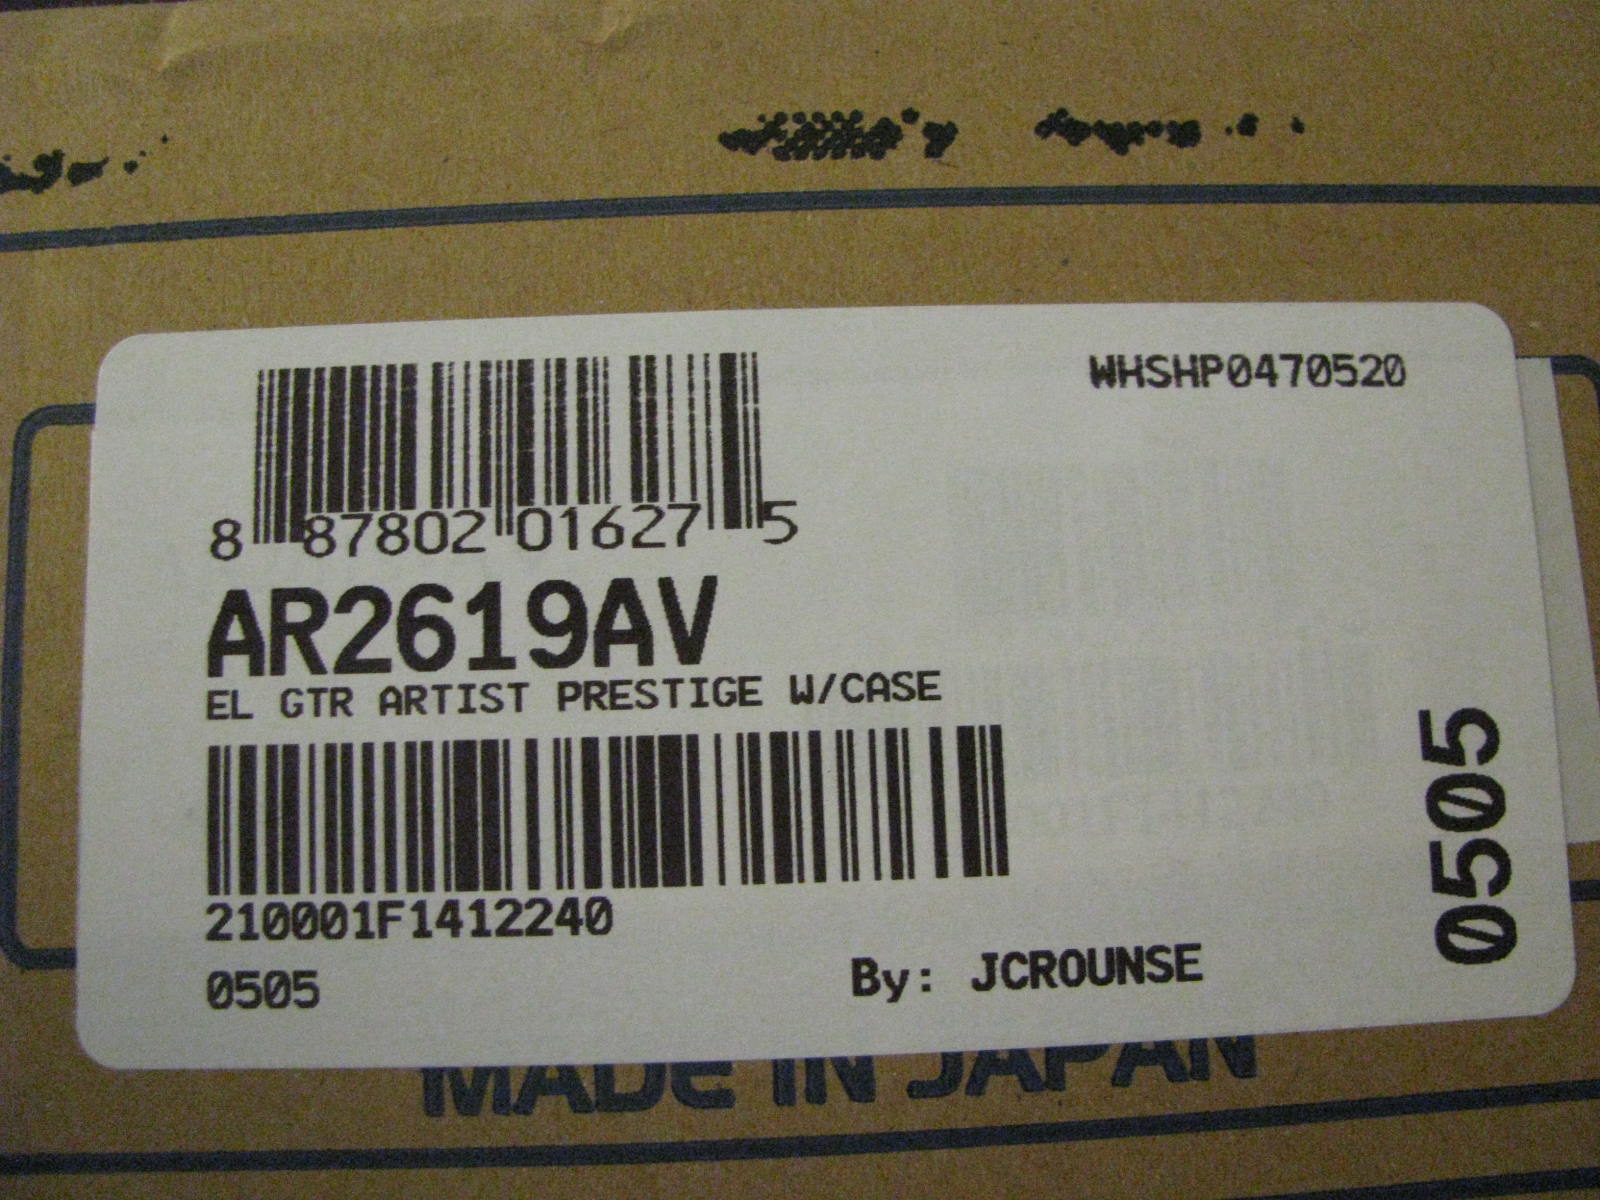 WHSHP0470520
8 87802 01627 5
AR2619AV
EL GTR ARTIST PRESTIGE W/CASE
210001F1412240
0505
By: JCROUNSE
0505
MADE IN JAPAN